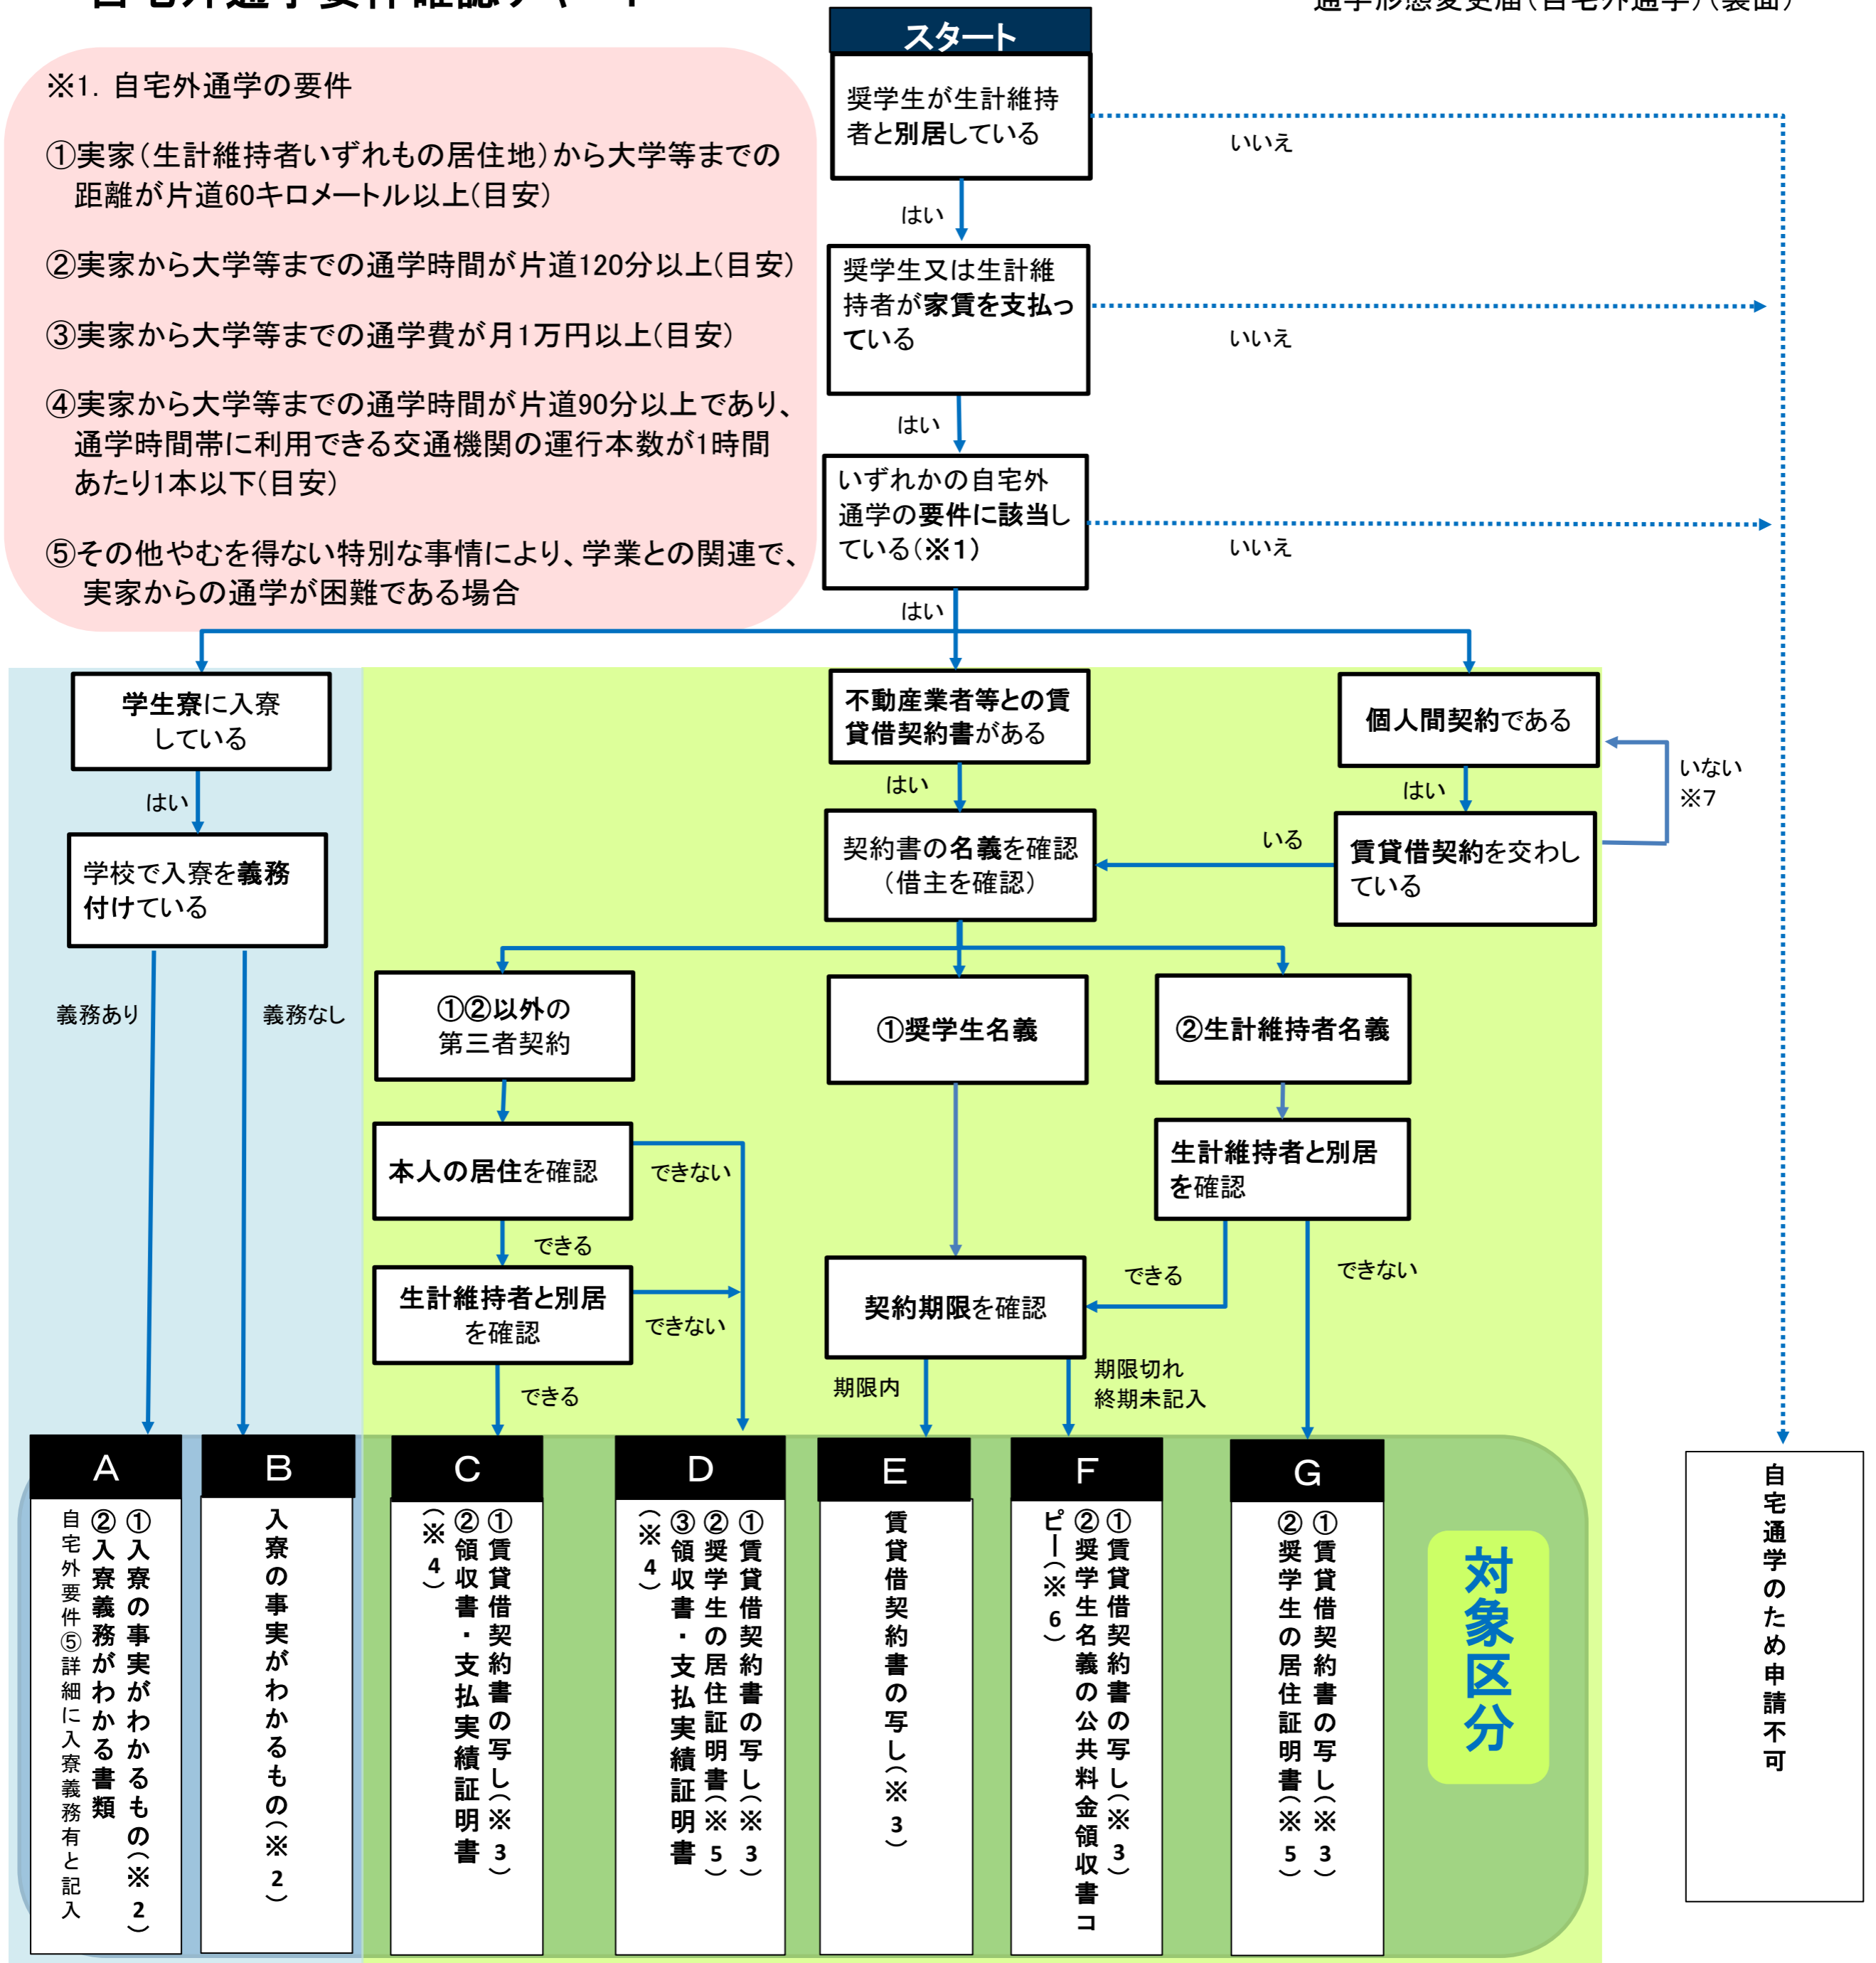 スタート
※1. 自宅外通学の要件
①実家(生計維持者いずれもの居住地)から大学等までの
距離が片道60キロメートル以上(目安)
②実家から大学等までの通学時間が片道120分以上(目安)
③実家から大学等までの通学費が月1万円以上(目安)
④実家から大学等までの通学時間が片道90分以上であり、
通学時間帯に利用できる交通機関の運行本数が1時間
あたり1本以下(目安)
⑤その他やむを得ない特別な事情により、学業との関連で、
実家からの通学が困難である場合
奨学生が生計維持
者と別居している
いいえ
はい
奨学生又は生計維
持者が家賃を支払っ
ている
いいえ
はい
いずれかの自宅外
通学の要件に該当し
ている(※1)
いいえ
はい
学生寮に入寮
している
はい
学校で入寮を義務
付けている
義務あり
義務なし
不動産業者等との賃
貸借契約書がある
はい
契約書の名義を確認
(借主を確認)
個人間契約である
はい
いない
※7
賃貸借契約を交わし
ている
いる
①②以外の
第三者契約
①奨学生名義
②生計維持者名義
本人の居住を確認
できない
できる
生計維持者と別居
を確認
できない
できる
生計維持者と別居
を確認
できる
できない
契約期限を確認
期限内
期限切れ
終期未記入
A
①入寮の事実がわかるもの(※2)
②入寮義務がわかる書類
自宅外要件⑤詳細に入寮義務有と記入
B
入寮の事実がわかるもの(※2)
C
①賃貸借契約書の写し(※3)
②領収書・支払実績証明書
(※4)
D
①賃貸借契約書の写し(※3)
②奨学生の居住証明書(※5)
③領収書・支払実績証明書
(※4)
E
賃貸借契約書の写し(※3)
F
①賃貸借契約書の写し(※3)
②奨学生名義の公共料金領収書コ
ピー(※6)
G
①賃貸借契約書の写し(※3)
②奨学生の居住証明書(※5)
対象区分
自宅通学のため申請不可